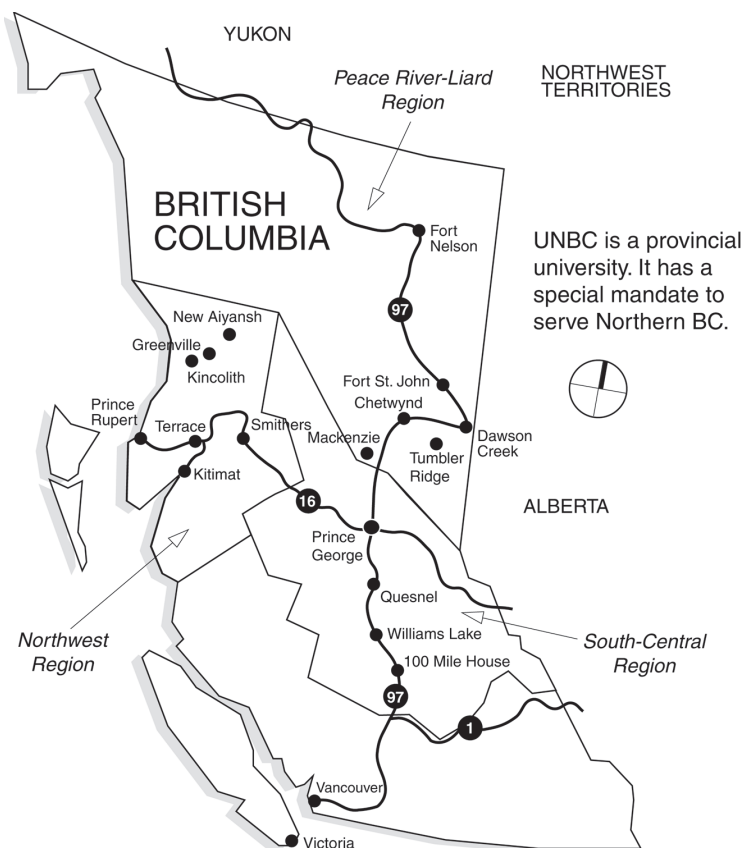 YUKON
NORTHWEST
TERRITORIES
Peace River-Liard
Region
BRITISH
COLUMBIA
Fort
Nelson
UNBC is a provincial
university. It has a
special mandate to
serve Northern BC.
97
New Aiyansh
Greenville
Kincolith
Fort St. John
Chetwynd
Prince
Rupert
Terrace
Smithers
Mackenzie
Dawson
Creek
Tumbler
Ridge
Kitimat
16
ALBERTA
Prince
George
Quesnel
Northwest
Region
Williams Lake
South-Central
Region
100 Mile House
97
1
Vancouver
Victoria